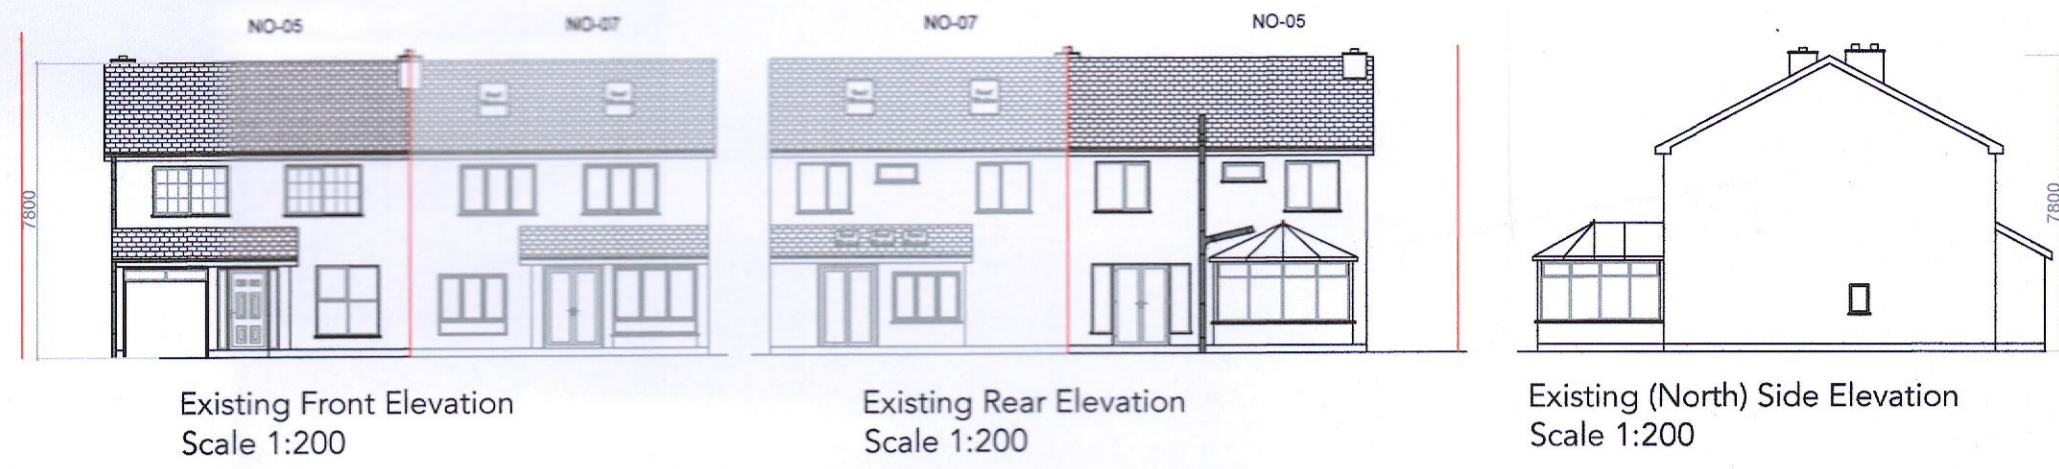 NO-05
NO-07
NO-07
NO-05
7800
7800
Existing Front Elevation
Scale 1:200
Existing Rear Elevation
Scale 1:200
Existing (North) Side Elevation
Scale 1:200